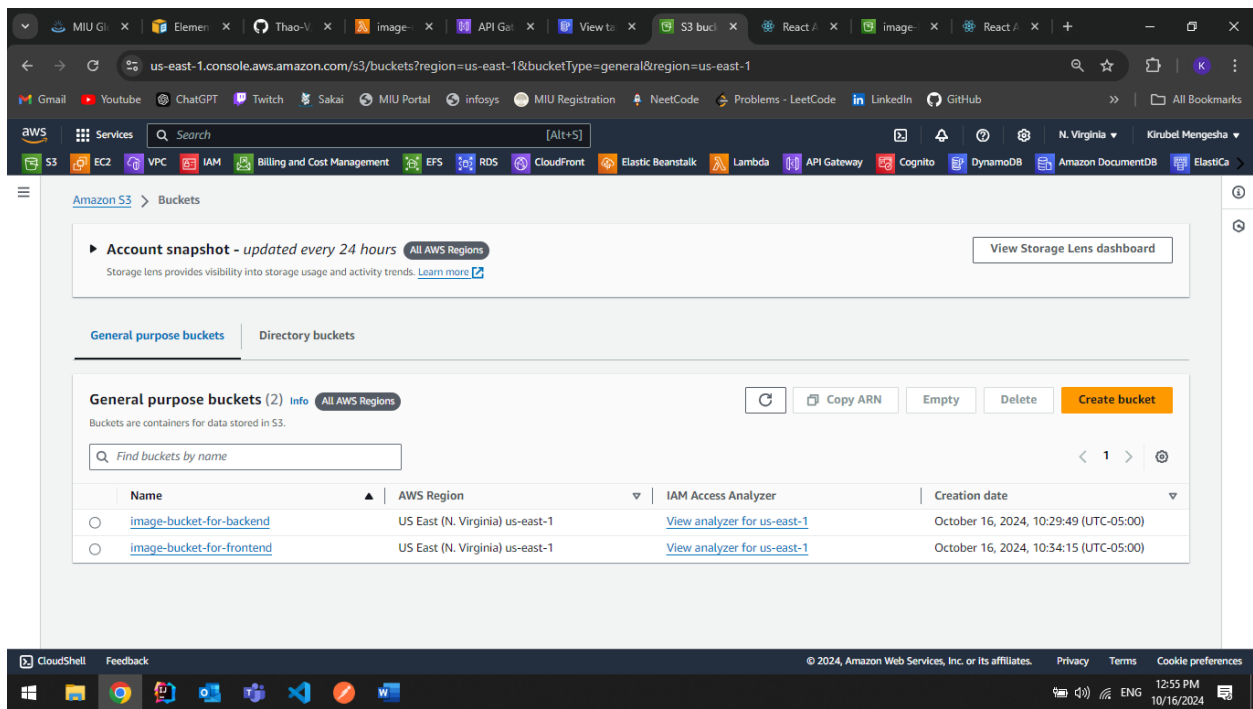 MIU Gl
Elemen
Thao-V
image-
API Ga
View ta
S3 buck
React A
image-
React A
us-east-1.console.aws.amazon.com/s3/buckets?region=us-east-1&bucketType=general&region=us-east-1
K
Gmail Youtube ChatGPT Twitch Sakai MIU Portal infosys MIU Registration NeetCode Problems - LeetCode LinkedIn GitHub » All Bookmarks
aws Services Search [Alt+S] N. Virginia Kirubel Mengesha
S3 EC2 VPC IAM Billing and Cost Management EFS RDS CloudFront Elastic Beanstalk Lambda API Gateway Cognito DynamoDB Amazon DocumentDB ElastiCa
Amazon S3 > Buckets
Account snapshot - updated every 24 hours All AWS Regions
View Storage Lens dashboard
Storage lens provides visibility into storage usage and activity trends. Learn more
General purpose buckets Directory buckets
General purpose buckets (2) Info All AWS Regions
Copy ARN Empty Delete Create bucket
Buckets are containers for data stored in S3.
Find buckets by name
1
Name AWS Region IAM Access Analyzer Creation date
image-bucket-for-backend US East (N. Virginia) us-east-1 View analyzer for us-east-1 October 16, 2024, 10:29:49 (UTC-05:00)
image-bucket-for-frontend US East (N. Virginia) us-east-1 View analyzer for us-east-1 October 16, 2024, 10:34:15 (UTC-05:00)
CloudShell Feedback © 2024, Amazon Web Services, Inc. or its affiliates. Privacy Terms Cookie preferences
ENG
12:55 PM
10/16/2024